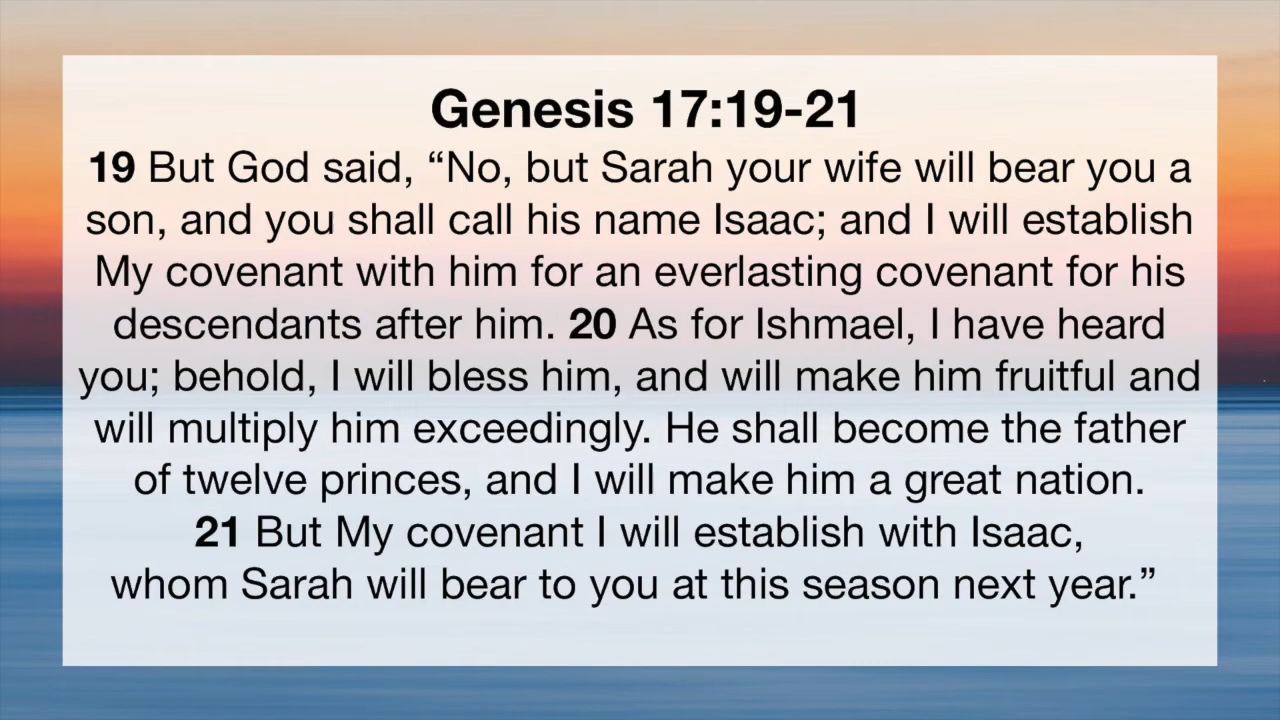 Genesis 17:19-21
19 But God said, “No, but Sarah your wife will bear you a
son, and you shall call his name Isaac; and I will establish
My covenant with him for an everlasting covenant for his
descendants after him. 20 As for Ishmael, I have heard
you; behold, I will bless him, and will make him fruitful and
will multiply him exceedingly. He shall become the father
of twelve princes, and I will make him a great nation.
21 But My covenant I will establish with Isaac,
whom Sarah will bear to you at this season next year.”